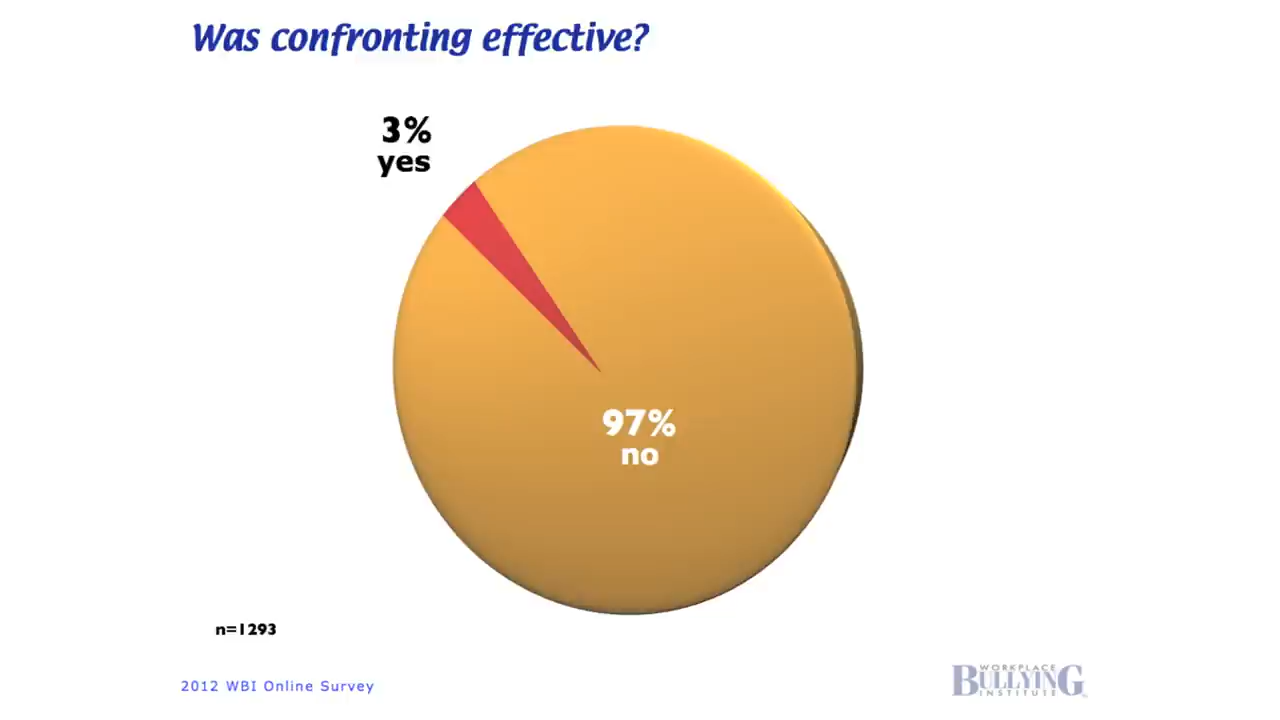 Was confronting effective?
3%
yes
97%
no
n=1293
2012 WBI Online Survey
WORKPLACE
BULLYING
INSTITUTE